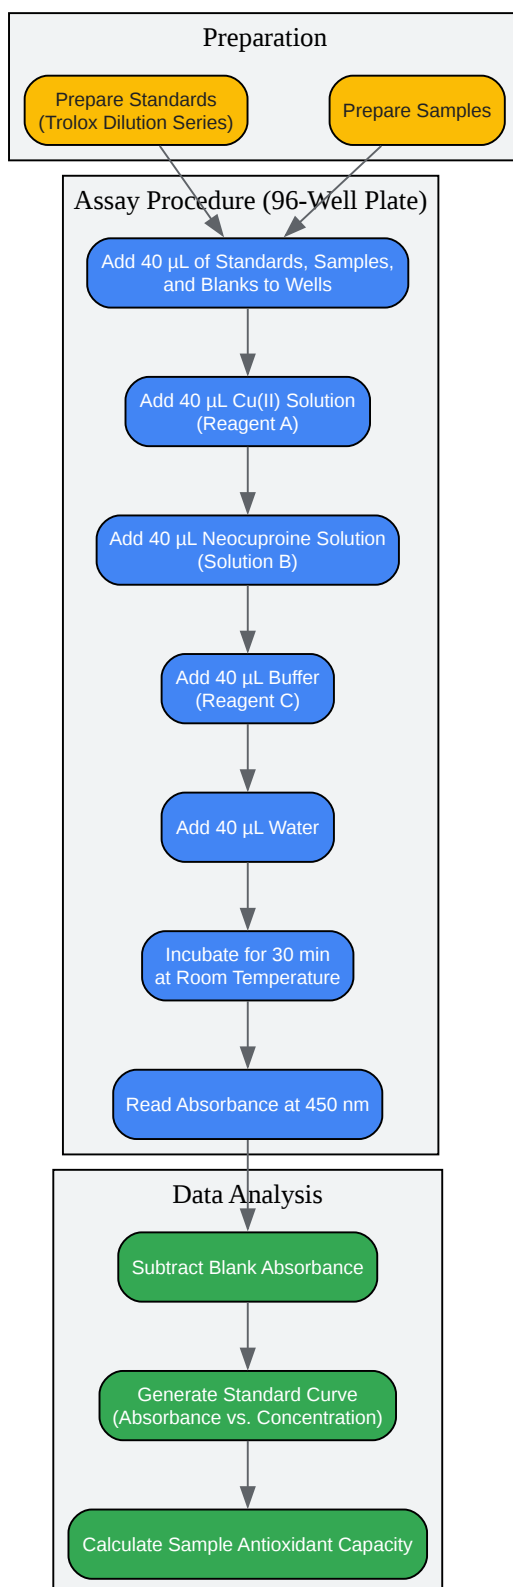 Preparation
Prepare Standards
(Trolox Dilution Series)
Prepare Samples
Assay Procedure (96-Well Plate)
Add 40 µL of Standards, Samples,
and Blanks to Wells
Add 40 µL Cu(II) Solution
(Reagent A)
Add 40 µL Neocuproine Solution
(Solution B)
Add 40 µL Buffer
(Reagent C)
Add 40 µL Water
Incubate for 30 min
at Room Temperature
Read Absorbance at 450 nm
Data Analysis
Subtract Blank Absorbance
Generate Standard Curve
(Absorbance vs. Concentration)
Calculate Sample Antioxidant Capacity